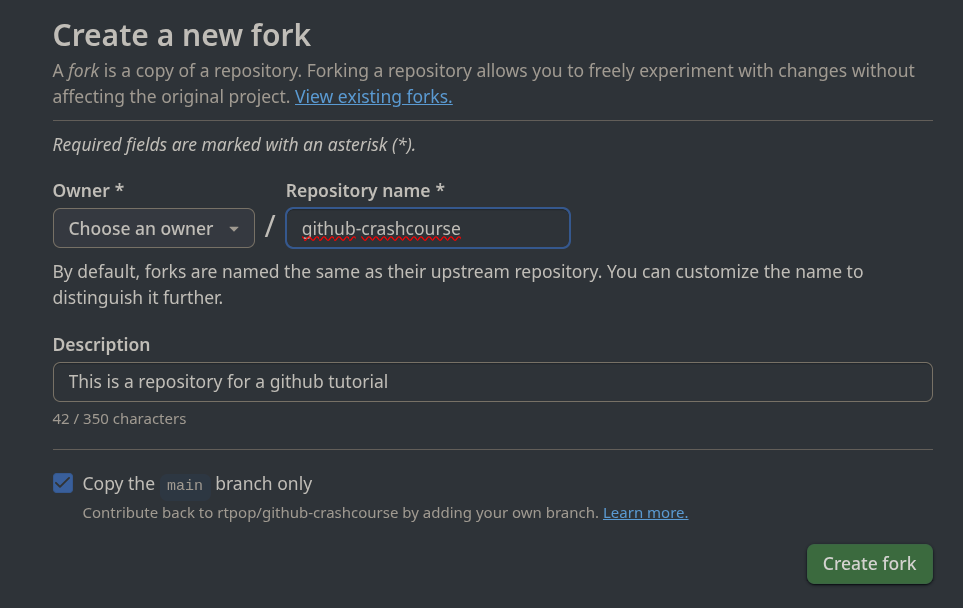 Create a new fork
A fork is a copy of a repository. Forking a repository allows you to freely experiment with changes without
affecting the original project. View existing forks.
Required fields are marked with an asterisk (*).
Owner * Repository name *
Choose an owner / github-crashcourse
By default, forks are named the same as their upstream repository. You can customize the name to
distinguish it further.
Description
This is a repository for a github tutorial
42 / 350 characters
Copy the main branch only
Contribute back to rtpop/github-crashcourse by adding your own branch. Learn more.
Create fork